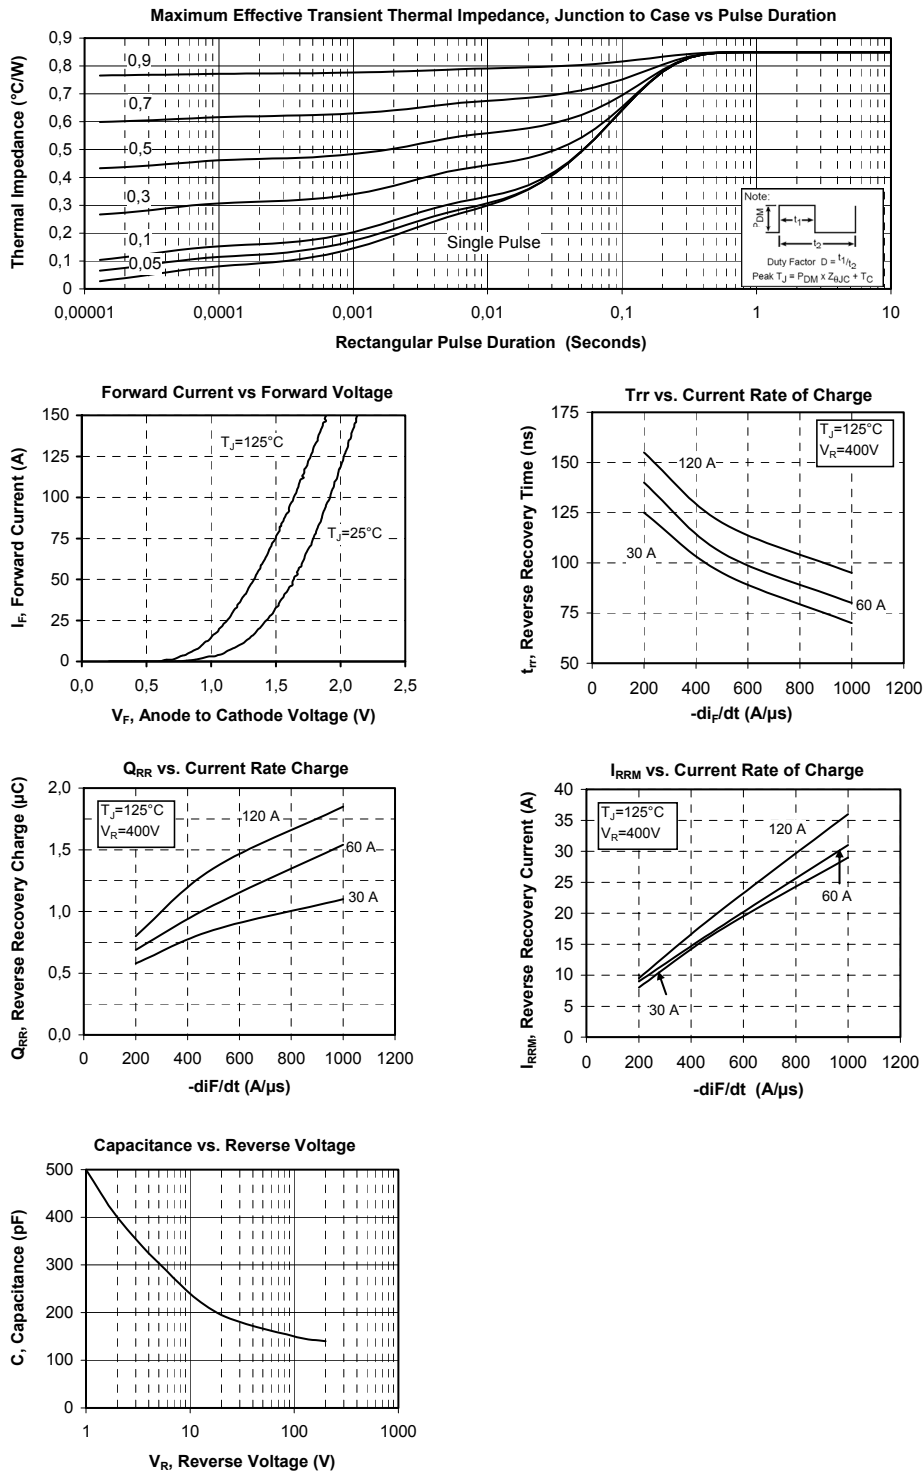 Maximum Effective Transient Thermal Impedance, Junction to Case vs Pulse Duration
Thermal Impedance (°C/W)
0,9
0,8
0,7
0,6
0,5
0,4
0,3
0,2
0,1
0
0,9
0,7
0,5
0,3
0,1
0,05
Single Pulse
Note:
PDM
t1
t2
Duty Factor D = t1/t2
Peak TJ = PDM x ZθJC + TC
0,00001 0,0001 0,001 0,01 0,1 1 10
Rectangular Pulse Duration (Seconds)
Forward Current vs Forward Voltage
IF, Forward Current (A)
150
125
100
75
50
25
0
TJ=125°C
TJ=25°C
0,0 0,5 1,0 1,5 2,0 2,5
VF, Anode to Cathode Voltage (V)
Trr vs. Current Rate of Charge
trr, Reverse Recovery Time (ns)
175
150
125
100
75
50
TJ=125°C
VR=400V
120 A
30 A
60 A
0 200 400 600 800 1000 1200
-diF/dt (A/µs)
QRR vs. Current Rate Charge
QRR, Reverse Recovery Charge (µC)
2,0
1,5
1,0
0,5
0,0
TJ=125°C
VR=400V
120 A
60 A
30 A
0 200 400 600 800 1000 1200
-diF/dt (A/µs)
IRRM vs. Current Rate of Charge
IRRM, Reverse Recovery Current (A)
40
35
30
25
20
15
10
5
0
TJ=125°C
VR=400V
120 A
60 A
30 A
0 200 400 600 800 1000 1200
-diF/dt (A/µs)
Capacitance vs. Reverse Voltage
C, Capacitance (pF)
500
400
300
200
100
0
1 10 100 1000
VR, Reverse Voltage (V)